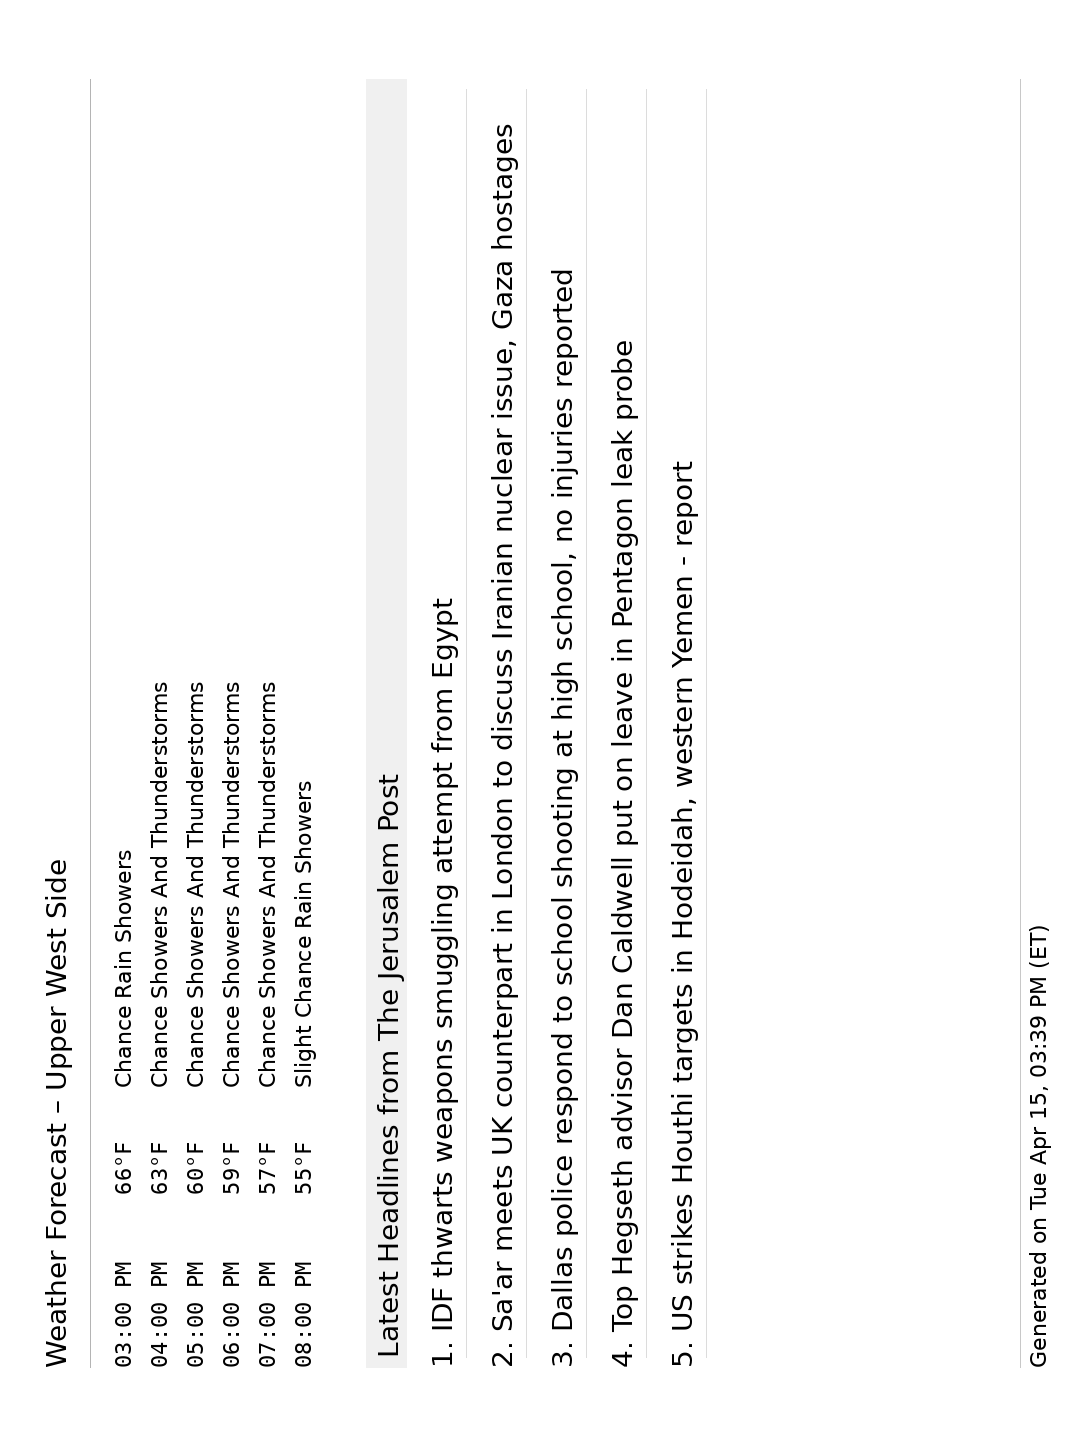 Weather Forecast – Upper West Side
03:00 PM 66°F Chance Rain Showers
04:00 PM 63°F Chance Showers And Thunderstorms
05:00 PM 60°F Chance Showers And Thunderstorms
06:00 PM 59°F Chance Showers And Thunderstorms
07:00 PM 57°F Chance Showers And Thunderstorms
08:00 PM 55°F Slight Chance Rain Showers
Latest Headlines from The Jerusalem Post
1. IDF thwarts weapons smuggling attempt from Egypt
2. Sa'ar meets UK counterpart in London to discuss Iranian nuclear issue, Gaza hostages
3. Dallas police respond to school shooting at high school, no injuries reported
4. Top Hegseth advisor Dan Caldwell put on leave in Pentagon leak probe
5. US strikes Houthi targets in Hodeidah, western Yemen - report
Generated on Tue Apr 15, 03:39 PM (ET)